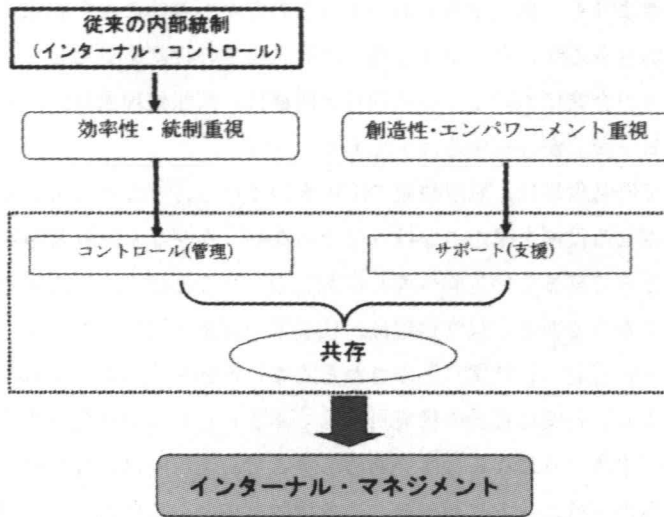 従来の内部統制
(インターナル・コントロール)
効率性・統制重視
創造性・エンパワーメント重視
コントロール(管理)
サポート(支援)
共存
インターナル・マネジメント